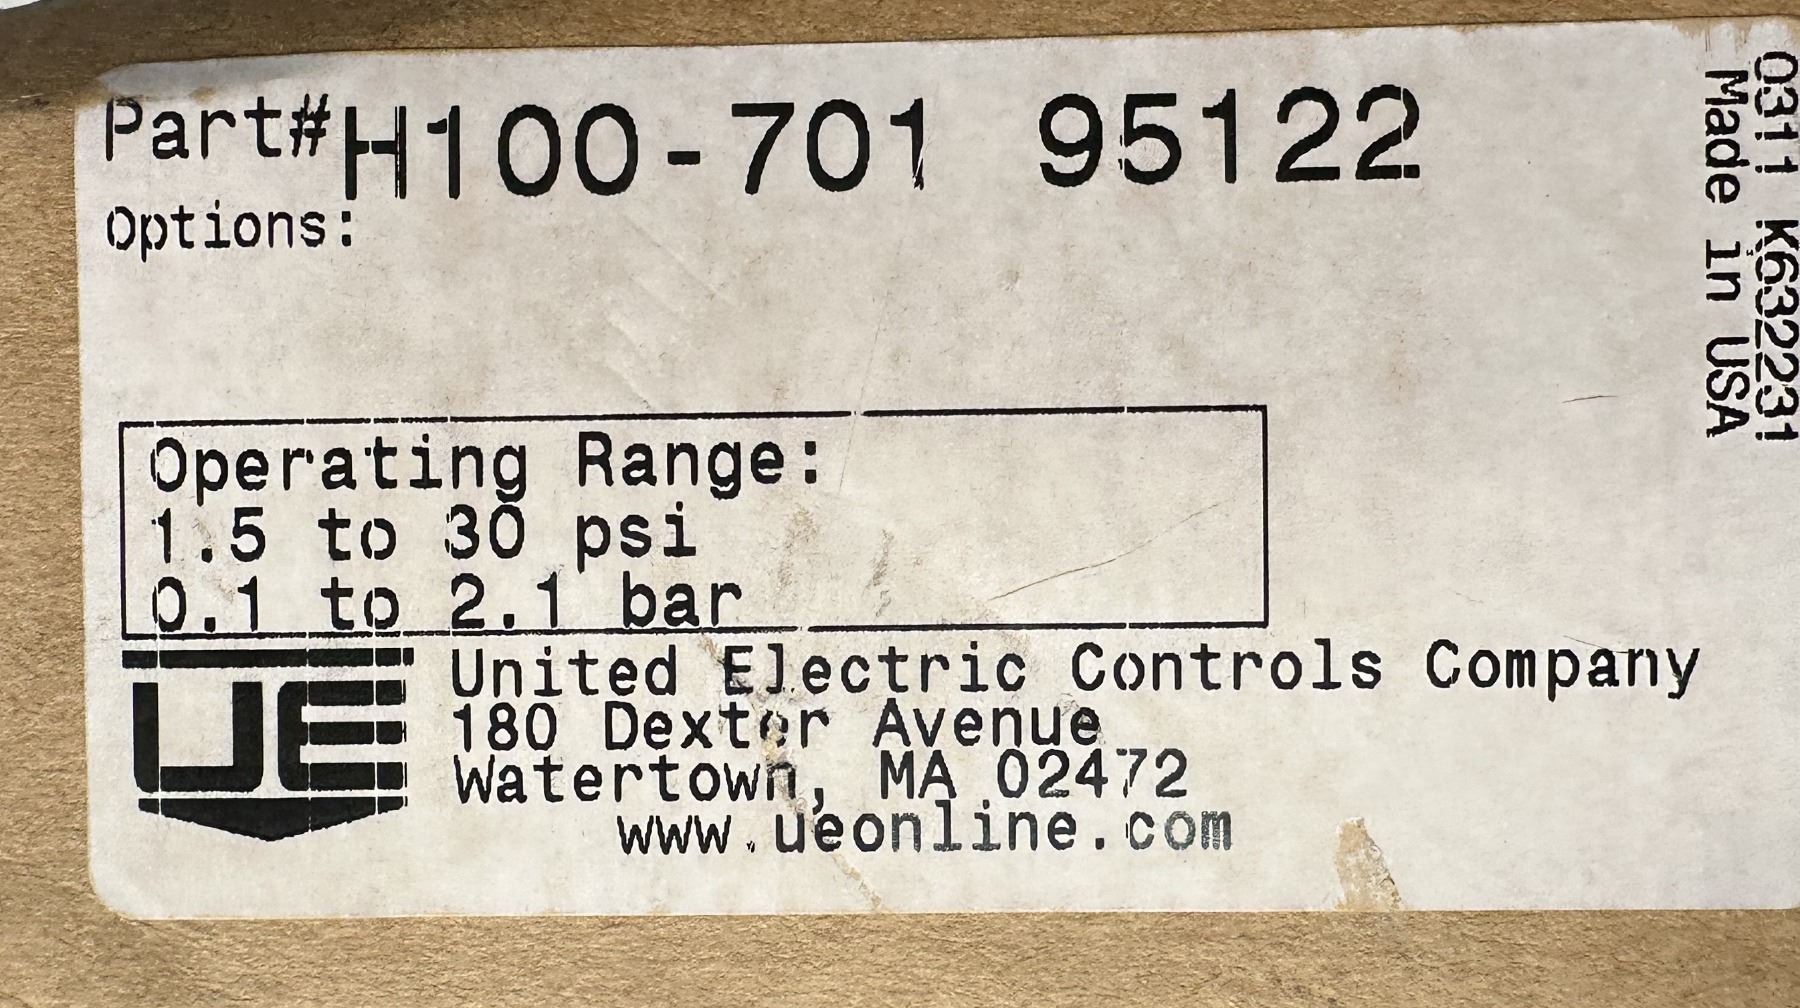 Part# H100-701 95122
Options:
Operating Range:
1.5 to 30 psi
0.1 to 2.1 bar
UE
United Electric Controls Company
180 Dexter Avenue
Watertown, MA 02472
www.ueonline.com
0311 K632231
Made in USA